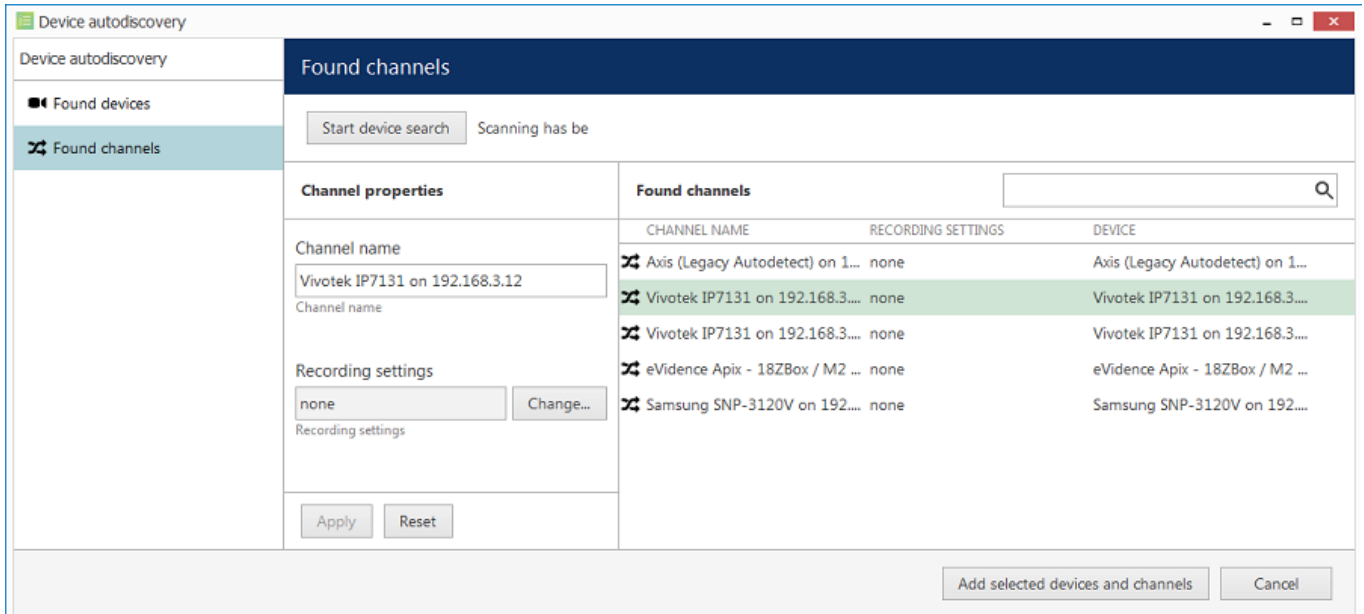 Device autodiscovery
Device autodiscovery
Found devices
Found channels
Found channels
Start device search Scanning has be
Channel properties
Channel name
Vivotek IP7131 on 192.168.3.12
Channel name
Recording settings
none Change...
Recording settings
Apply Reset
Found channels
CHANNEL NAME RECORDING SETTINGS DEVICE
Axis (Legacy Autodetect) on 1... none Axis (Legacy Autodetect) on 1...
Vivotek IP7131 on 192.168.3.... none Vivotek IP7131 on 192.168.3....
Vivotek IP7131 on 192.168.3.... none Vivotek IP7131 on 192.168.3....
eVidence Apix - 18ZBox / M2 ... none eVidence Apix - 18ZBox / M2 ...
Samsung SNP-3120V on 192.... none Samsung SNP-3120V on 192....
Add selected devices and channels Cancel